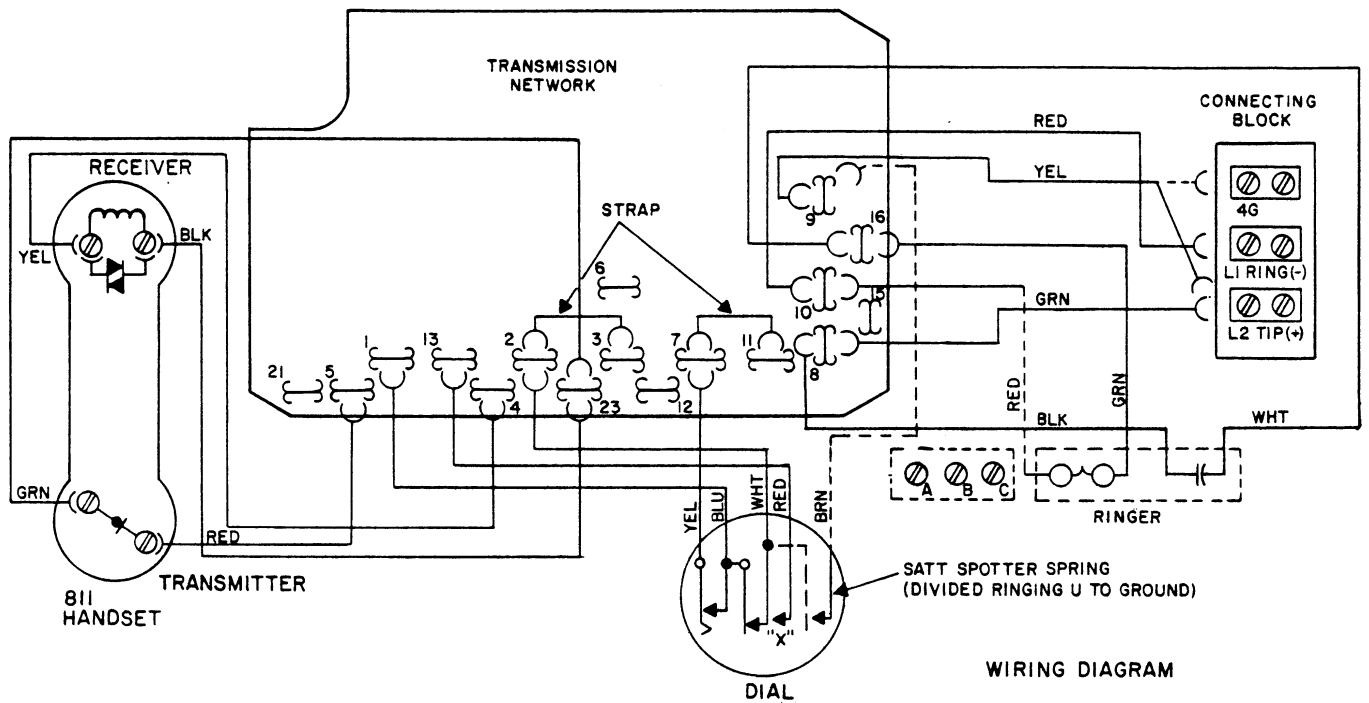 TRANSMISSION
NETWORK
CONNECTING
BLOCK
RED
RECEIVER
YEL
STRAP
9
16
4G
BLK
YEL
6
L1 RING(-)
10
15
GRN
L2 TIP(+)
1
13
2
3
7
11
8
21
5
4
23
12
RED
GRN
BLK
WHT
A
B
C
RINGER
GRN
RED
YEL
BLU
WHT
RED
BRN
TRANSMITTER
811
HANDSET
SATT SPOTTER SPRING
(DIVIDED RINGING U TO GROUND)
"X"
WIRING DIAGRAM
DIAL